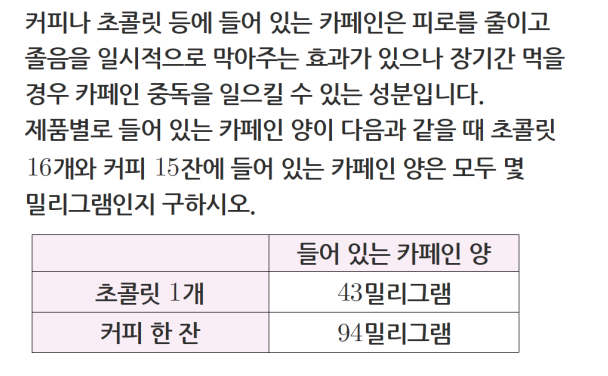 커피나 초콜릿 등에 들어 있는 카페인은 피로를 줄이고
졸음을 일시적으로 막아주는 효과가 있으나 장기간 먹을
경우 카페인 중독을 일으킬 수 있는 성분입니다.
제품별로 들어 있는 카페인 양이 다음과 같을 때 초콜릿
16개와 커피 15잔에 들어 있는 카페인 양은 모두 몇
밀리그램인지 구하시오.
들어 있는 카페인 양
초콜릿 1개 43밀리그램
커피 한 잔 94밀리그램